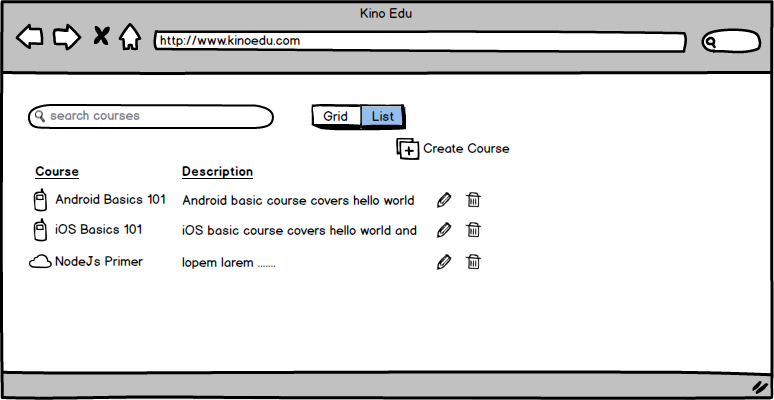 Kino Edu
http://www.kinoedu.com
search courses
Grid List
Create Course
Course Description
Android Basics 101 Android basic course covers hello world
iOS Basics 101 iOS basic course covers hello world and
NodeJs Primer lopem larem .......